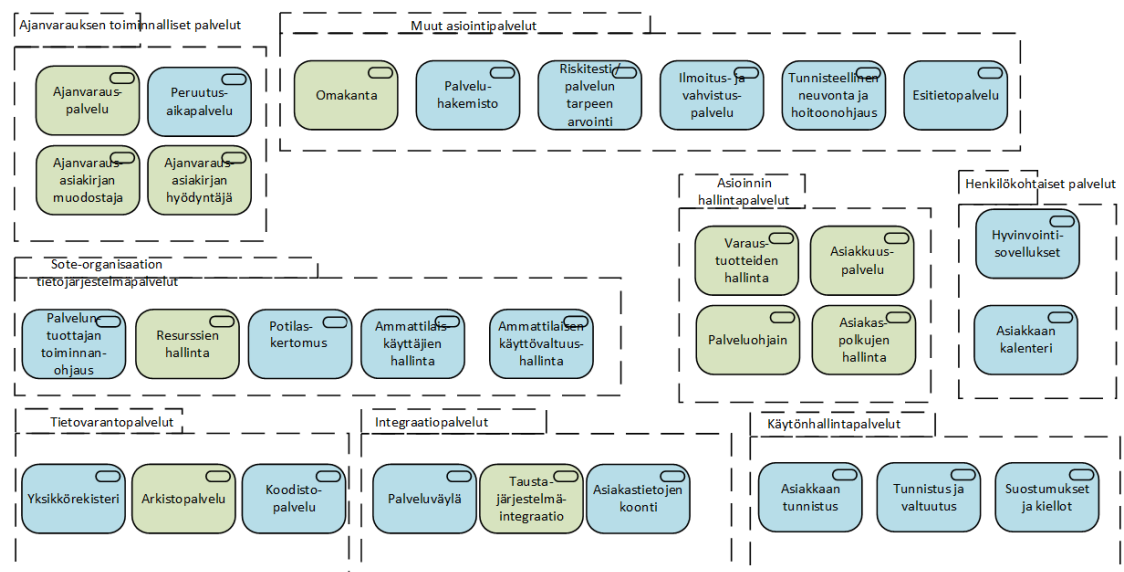 Ajanvarauksen toiminnalliset palvelut
Ajanvaraus-
palvelu
Peruutus-
aikapalvelu
Ajanvaraus-
asiakirjan
muodostaja
Ajanvaraus-
asiakirjan
hyödyntäjä
Muut asiointipalvelut
Omakanta
Palvelu-
hakemisto
Riskitesti /
palvelun
tarpeen
arvointi
Ilmoitus- ja
vahvistus-
palvelu
Tunnisteellinen
neuvonta ja
hoitoonohjaus
Esitietopalvelu
Asioinnin
hallintapalvelut
Varaus-
tuotteiden
hallinta
Asiakkuus-
palvelu
Palveluohjain
Asiakas-
polkujen
hallinta
Henkilökohtaiset palvelut
Hyvinvointi-
sovellukset
Asiakkaan
kalenteri
Sote-organisaation
tietojärjestelmäpalvelut
Palvelun-
tuottajan
toiminnan-
ohjaus
Resurssien
hallinta
Potilas-
kertomus
Ammattilais-
käyttäjien
hallinta
Ammattilaisen
käyttövaltuus-
hallinta
Tietovarantopalvelut
Yksikkörekisteri
Arkistopalvelu
Koodisto-
palvelu
Integraatiopalvelut
Palveluväylä
Tausta-
järjestelmä-
integraatio
Asiakastietojen
koonti
Käytönhallintapalvelut
Asiakkaan
tunnistus
Tunnistus ja
valtuutus
Suostumukset
ja kiellot